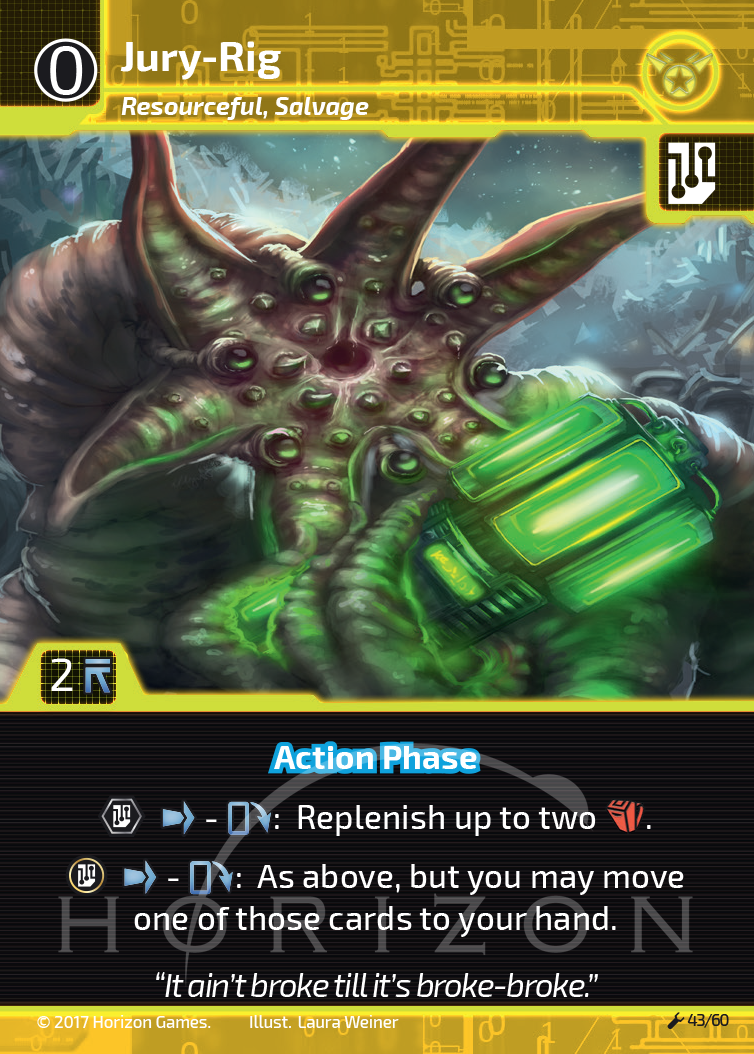 0
Jury-Rig
Resourceful, Salvage
2 R
Action Phase
- : Replenish up to two .
- : As above, but you may move
one of those cards to your hand.
HORIZON
“It ain’t broke till it’s broke-broke.”
© 2017 Horizon Games. Illust. Laura Weiner 43/60